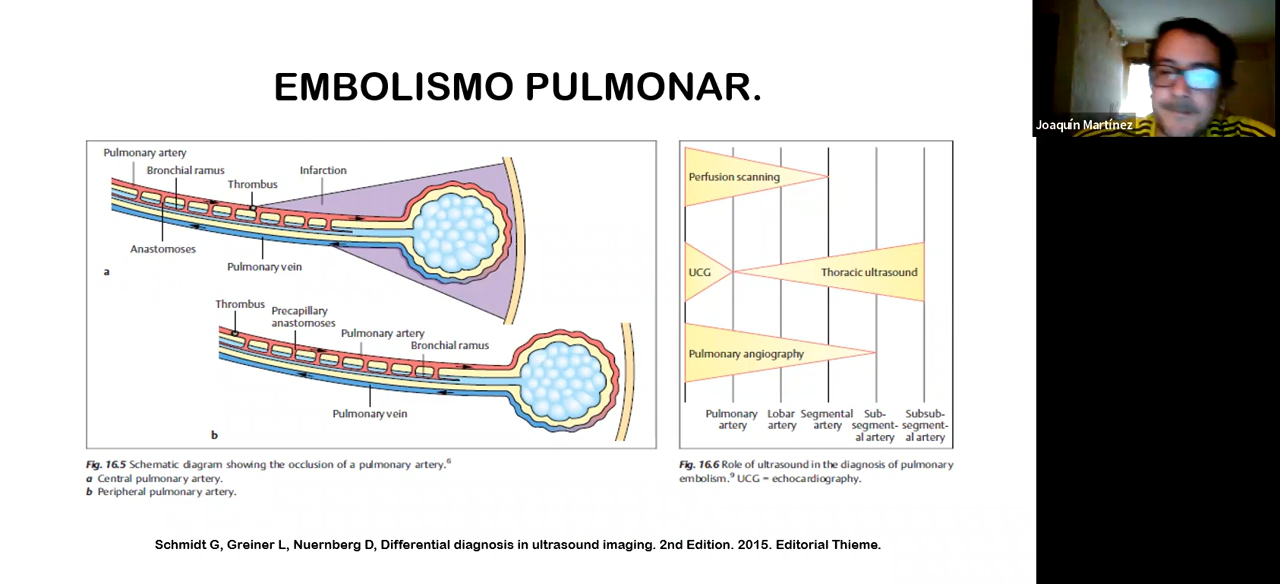 EMBOLISMO PULMONAR.
Joaquín Martínez
Pulmonary artery
Bronchial ramus
Thrombus
Infarction
Anastomoses
Pulmonary vein
a
Thrombus
Precapillary
anastomoses
Pulmonary artery
Bronchial ramus
Pulmonary vein
b
Fig. 16.5 Schematic diagram showing the occlusion of a pulmonary artery.⁶
a Central pulmonary artery.
b Peripheral pulmonary artery.
Perfusion scanning
UCG
Thoracic ultrasound
Pulmonary angiography
Pulmonary
artery
Lobar
artery
Segmental
artery
Sub-
segment-
al artery
Subsub-
segment-
al artery
Fig. 16.6 Role of ultrasound in the diagnosis of pulmonary
embolism.⁹ UCG = echocardiography.
Schmidt G, Greiner L, Nuernberg D, Differential diagnosis in ultrasound imaging. 2nd Edition. 2015. Editorial Thieme.